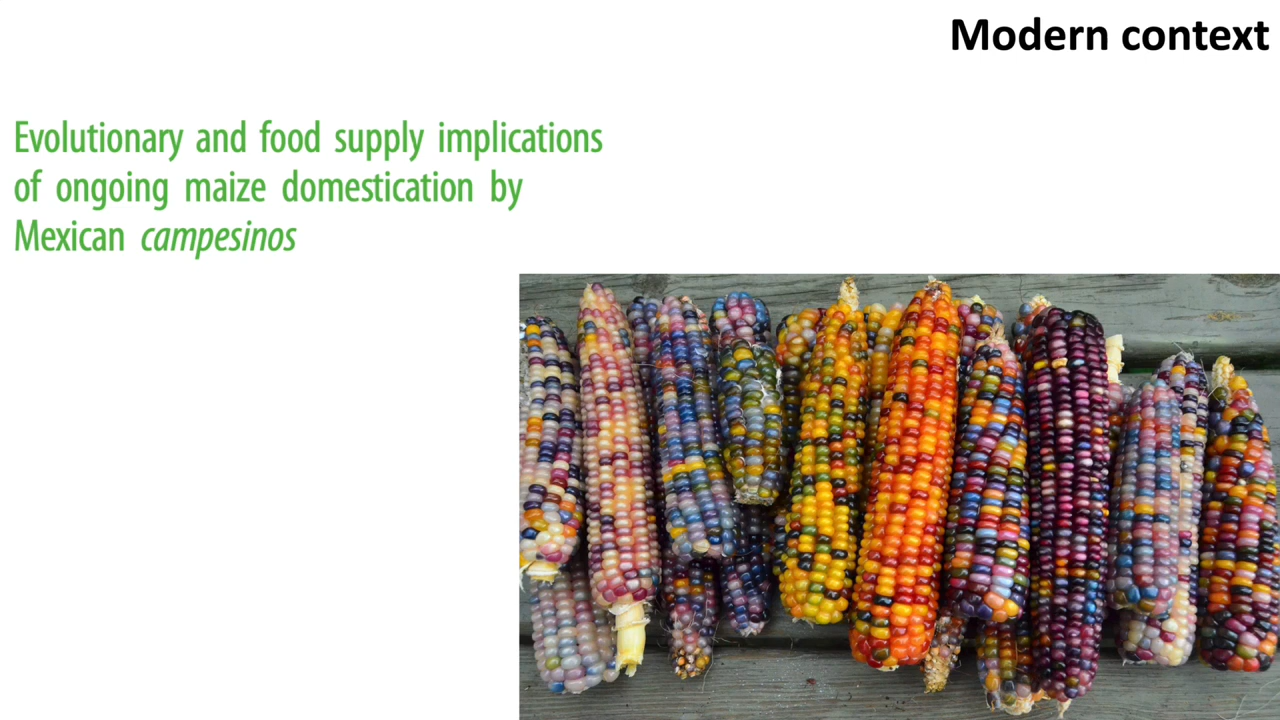 Modern context
Evolutionary and food supply implications
of ongoing maize domestication by
Mexican campesinos